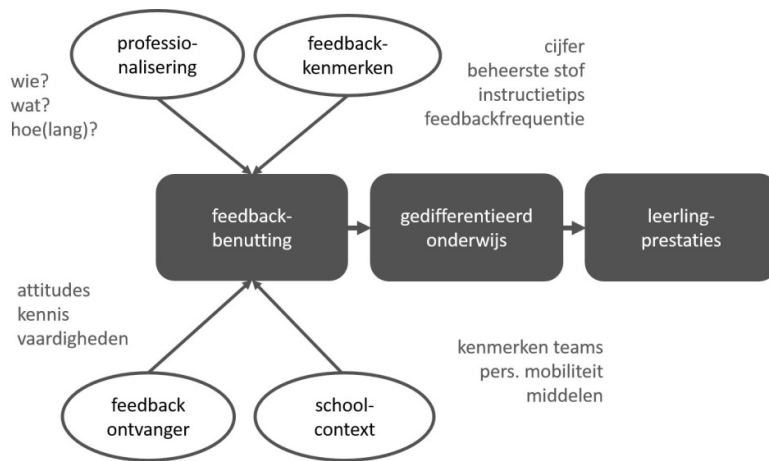 professio-
nalisering
feedback-
kenmerken
cijfer
beheerste stof
instructietips
feedbackfrequentie
wie?
wat?
hoe(lang)?
feedback-
benutting
gedifferentieerd
onderwijs
leerling-
prestaties
attitudes
kennis
vaardigheden
kenmerken teams
pers. mobiliteit
middelen
feedback
ontvanger
school-
context